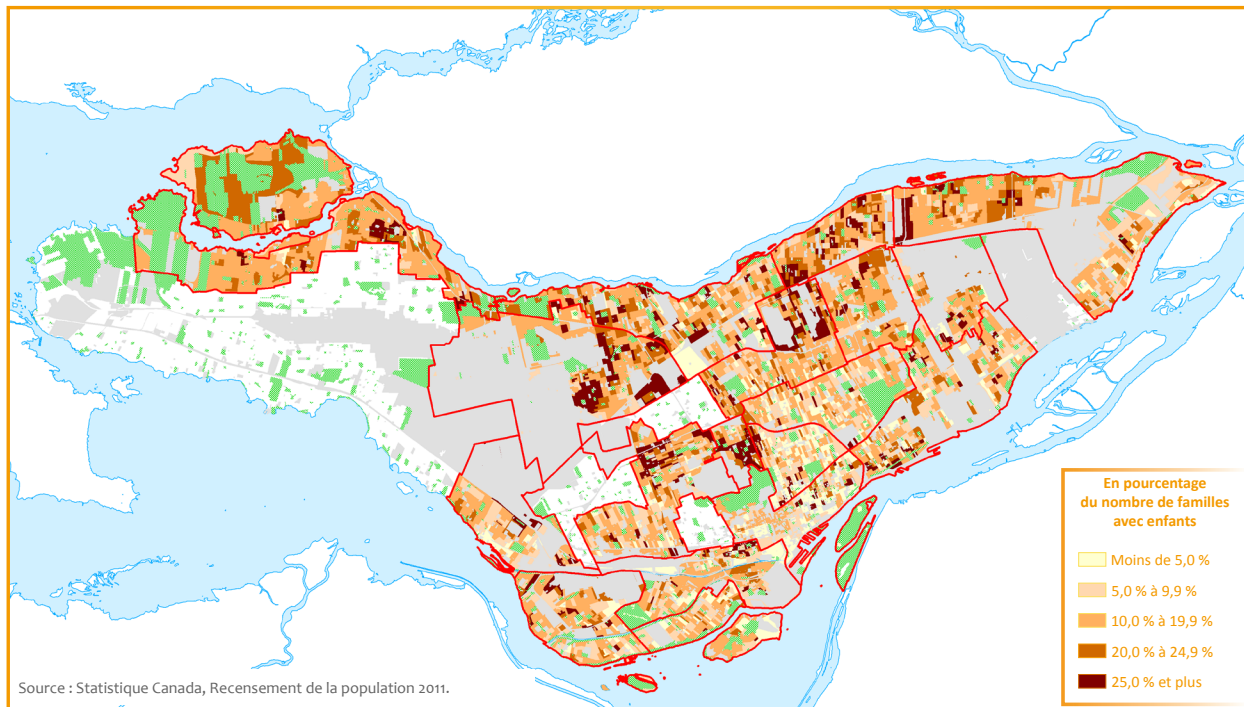 En pourcentage
du nombre de familles
avec enfants
Moins de 5,0 %
5,0 % à 9,9 %
10,0 % à 19,9 %
20,0 % à 24,9 %
25,0 % et plus
Source : Statistique Canada, Recensement de la population 2011.